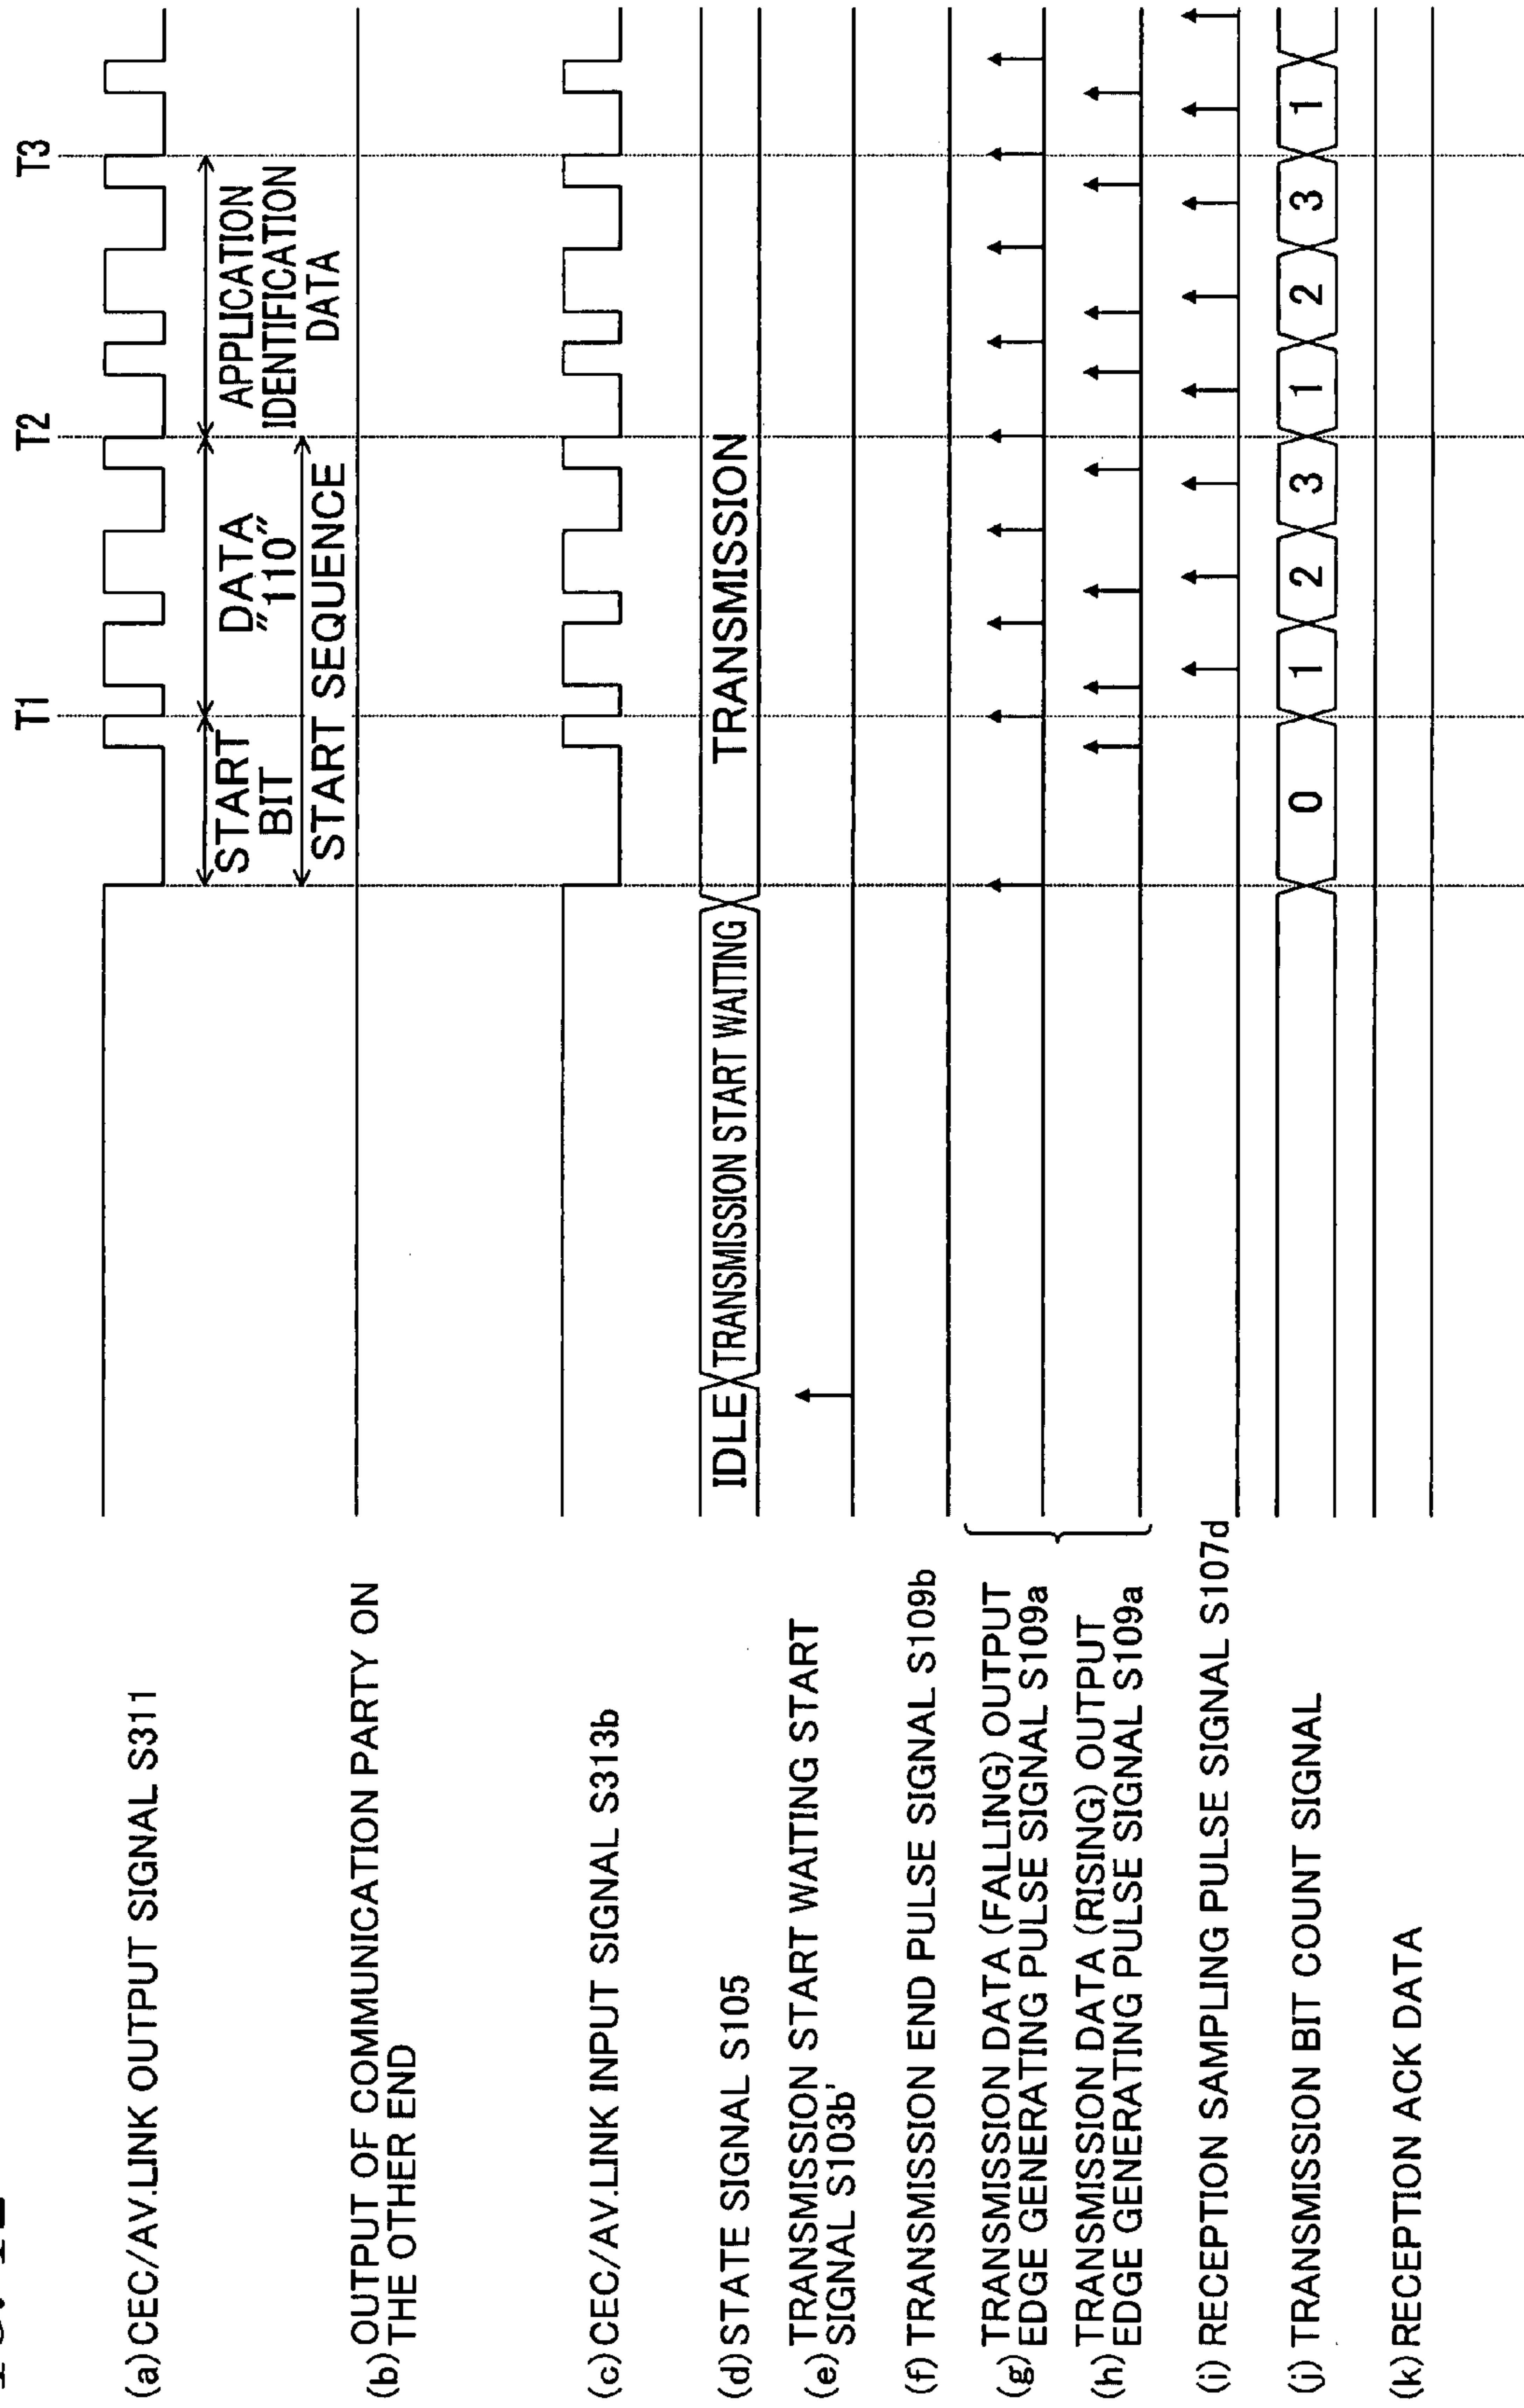 T1
T2
T3
(a) CEC/AV.LINK OUTPUT SIGNAL S311
START
BIT
DATA
"110"
START SEQUENCE
APPLICATION
IDENTIFICATION
DATA
(b) OUTPUT OF COMMUNICATION PARTY ON
THE OTHER END
(c) CEC/AV.LINK INPUT SIGNAL S313b
(d) STATE SIGNAL S105
IDLE
TRANSMISSION START WAITING
TRANSMISSION
(e) TRANSMISSION START WAITING START
SIGNAL S103b'
(f) TRANSMISSION END PULSE SIGNAL S109b
(g) TRANSMISSION DATA (FALLING) OUTPUT
EDGE GENERATING PULSE SIGNAL S109a
(h) TRANSMISSION DATA (RISING) OUTPUT
EDGE GENERATING PULSE SIGNAL S109a
(i) RECEPTION SAMPLING PULSE SIGNAL S107d
(j) TRANSMISSION BIT COUNT SIGNAL
0 1 2 3 1 2 3 1
(k) RECEPTION ACK DATA